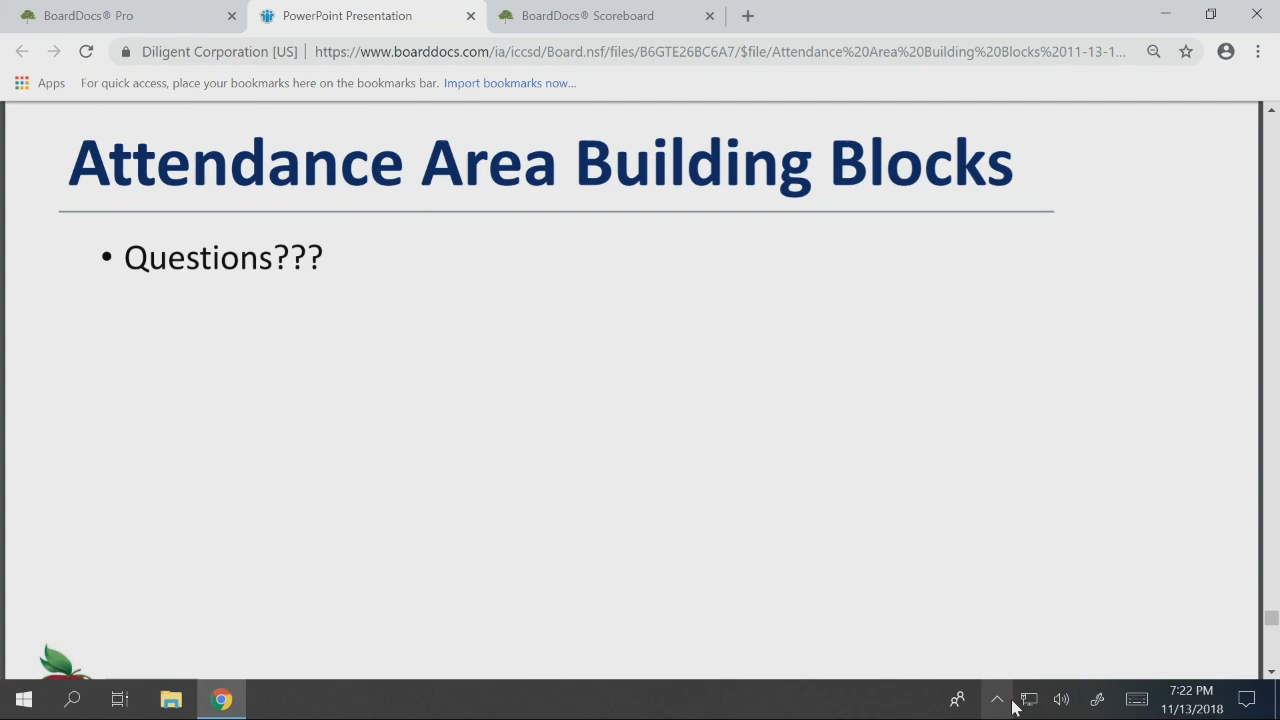 BoardDocs® Pro
PowerPoint Presentation
BoardDocs® Scoreboard
Diligent Corporation [US]
https://www.boarddocs.com/ia/iccsd/Board.nsf/files/B6GTE26BC6A7/$file/Attendance%20Area%20Building%20Blocks%2011-13-1...
Apps
For quick access, place your bookmarks here on the bookmarks bar. Import bookmarks now...
Attendance Area Building Blocks
• Questions???
7:22 PM
11/13/2018